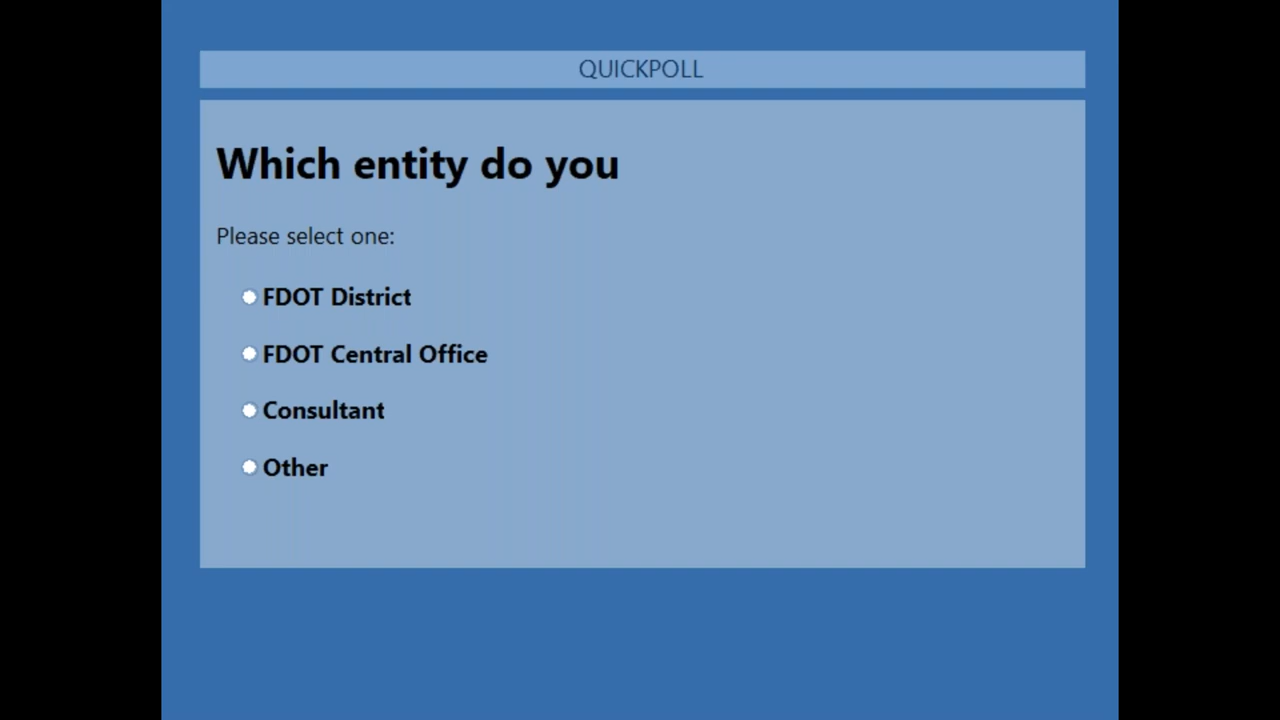 QUICKPOLL
Which entity do you
Please select one:
FDOT District
FDOT Central Office
Consultant
Other